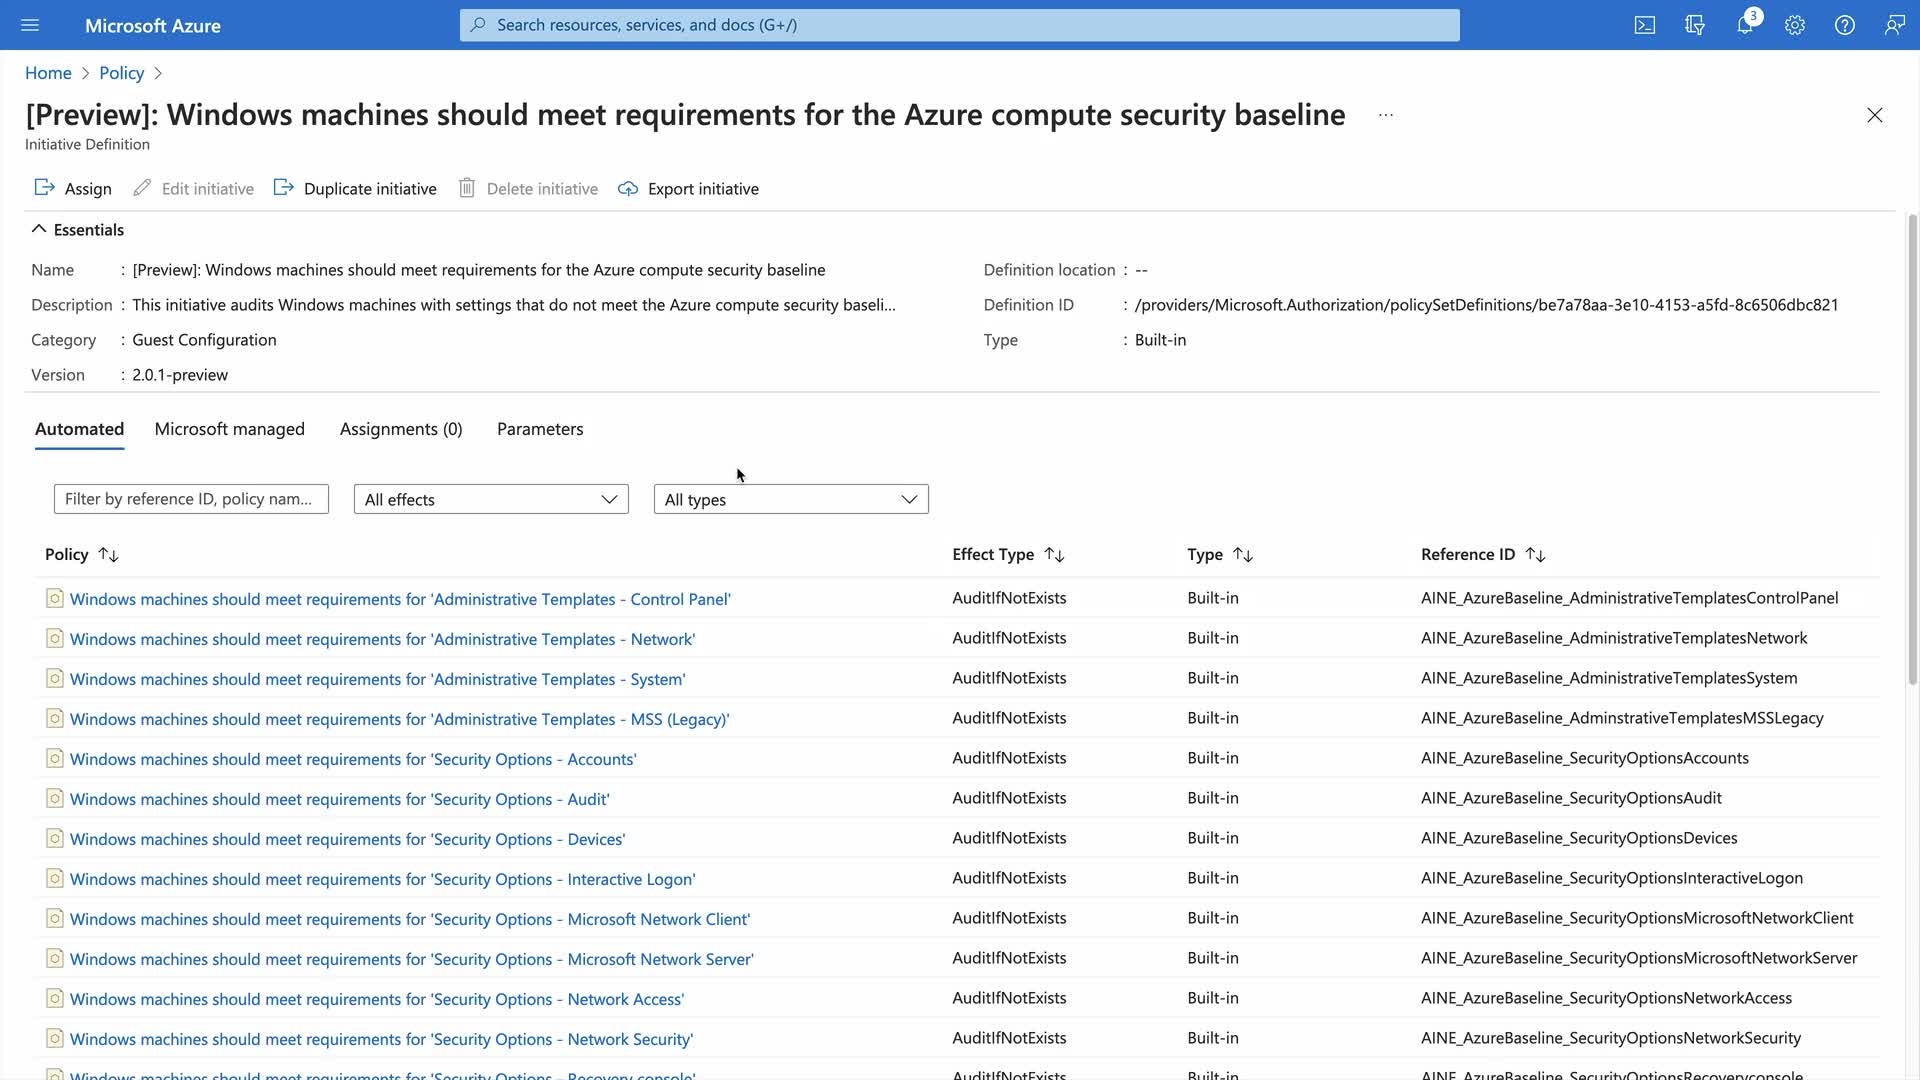 Microsoft Azure
Search resources, services, and docs (G+/)
3
Home > Policy >
[Preview]: Windows machines should meet requirements for the Azure compute security baseline ...
Initiative Definition
Assign Edit initiative Duplicate initiative Delete initiative Export initiative
Essentials
Name : [Preview]: Windows machines should meet requirements for the Azure compute security baseline
Definition location : --
Description : This initiative audits Windows machines with settings that do not meet the Azure compute security baseli...
Definition ID : /providers/Microsoft.Authorization/policySetDefinitions/be7a78aa-3e10-4153-a5fd-8c6506dbc821
Category : Guest Configuration
Type : Built-in
Version : 2.0.1-preview
Automated Microsoft managed Assignments (0) Parameters
Filter by reference ID, policy nam... All effects All types
Policy Effect Type Type Reference ID
Windows machines should meet requirements for 'Administrative Templates - Control Panel' AuditIfNotExists Built-in AINE_AzureBaseline_AdministrativeTemplatesControlPanel
Windows machines should meet requirements for 'Administrative Templates - Network' AuditIfNotExists Built-in AINE_AzureBaseline_AdministrativeTemplatesNetwork
Windows machines should meet requirements for 'Administrative Templates - System' AuditIfNotExists Built-in AINE_AzureBaseline_AdministrativeTemplatesSystem
Windows machines should meet requirements for 'Administrative Templates - MSS (Legacy)' AuditIfNotExists Built-in AINE_AzureBaseline_AdminstrativeTemplatesMSSLegacy
Windows machines should meet requirements for 'Security Options - Accounts' AuditIfNotExists Built-in AINE_AzureBaseline_SecurityOptionsAccounts
Windows machines should meet requirements for 'Security Options - Audit' AuditIfNotExists Built-in AINE_AzureBaseline_SecurityOptionsAudit
Windows machines should meet requirements for 'Security Options - Devices' AuditIfNotExists Built-in AINE_AzureBaseline_SecurityOptionsDevices
Windows machines should meet requirements for 'Security Options - Interactive Logon' AuditIfNotExists Built-in AINE_AzureBaseline_SecurityOptionsInteractiveLogon
Windows machines should meet requirements for 'Security Options - Microsoft Network Client' AuditIfNotExists Built-in AINE_AzureBaseline_SecurityOptionsMicrosoftNetworkClient
Windows machines should meet requirements for 'Security Options - Microsoft Network Server' AuditIfNotExists Built-in AINE_AzureBaseline_SecurityOptionsMicrosoftNetworkServer
Windows machines should meet requirements for 'Security Options - Network Access' AuditIfNotExists Built-in AINE_AzureBaseline_SecurityOptionsNetworkAccess
Windows machines should meet requirements for 'Security Options - Network Security' AuditIfNotExists Built-in AINE_AzureBaseline_SecurityOptionsNetworkSecurity
Windows machines should meet requirements for 'Security Options - Recovery console' AuditIfNotExists Built-in AINE_AzureBaseline_SecurityOptionsRecoveryconsole